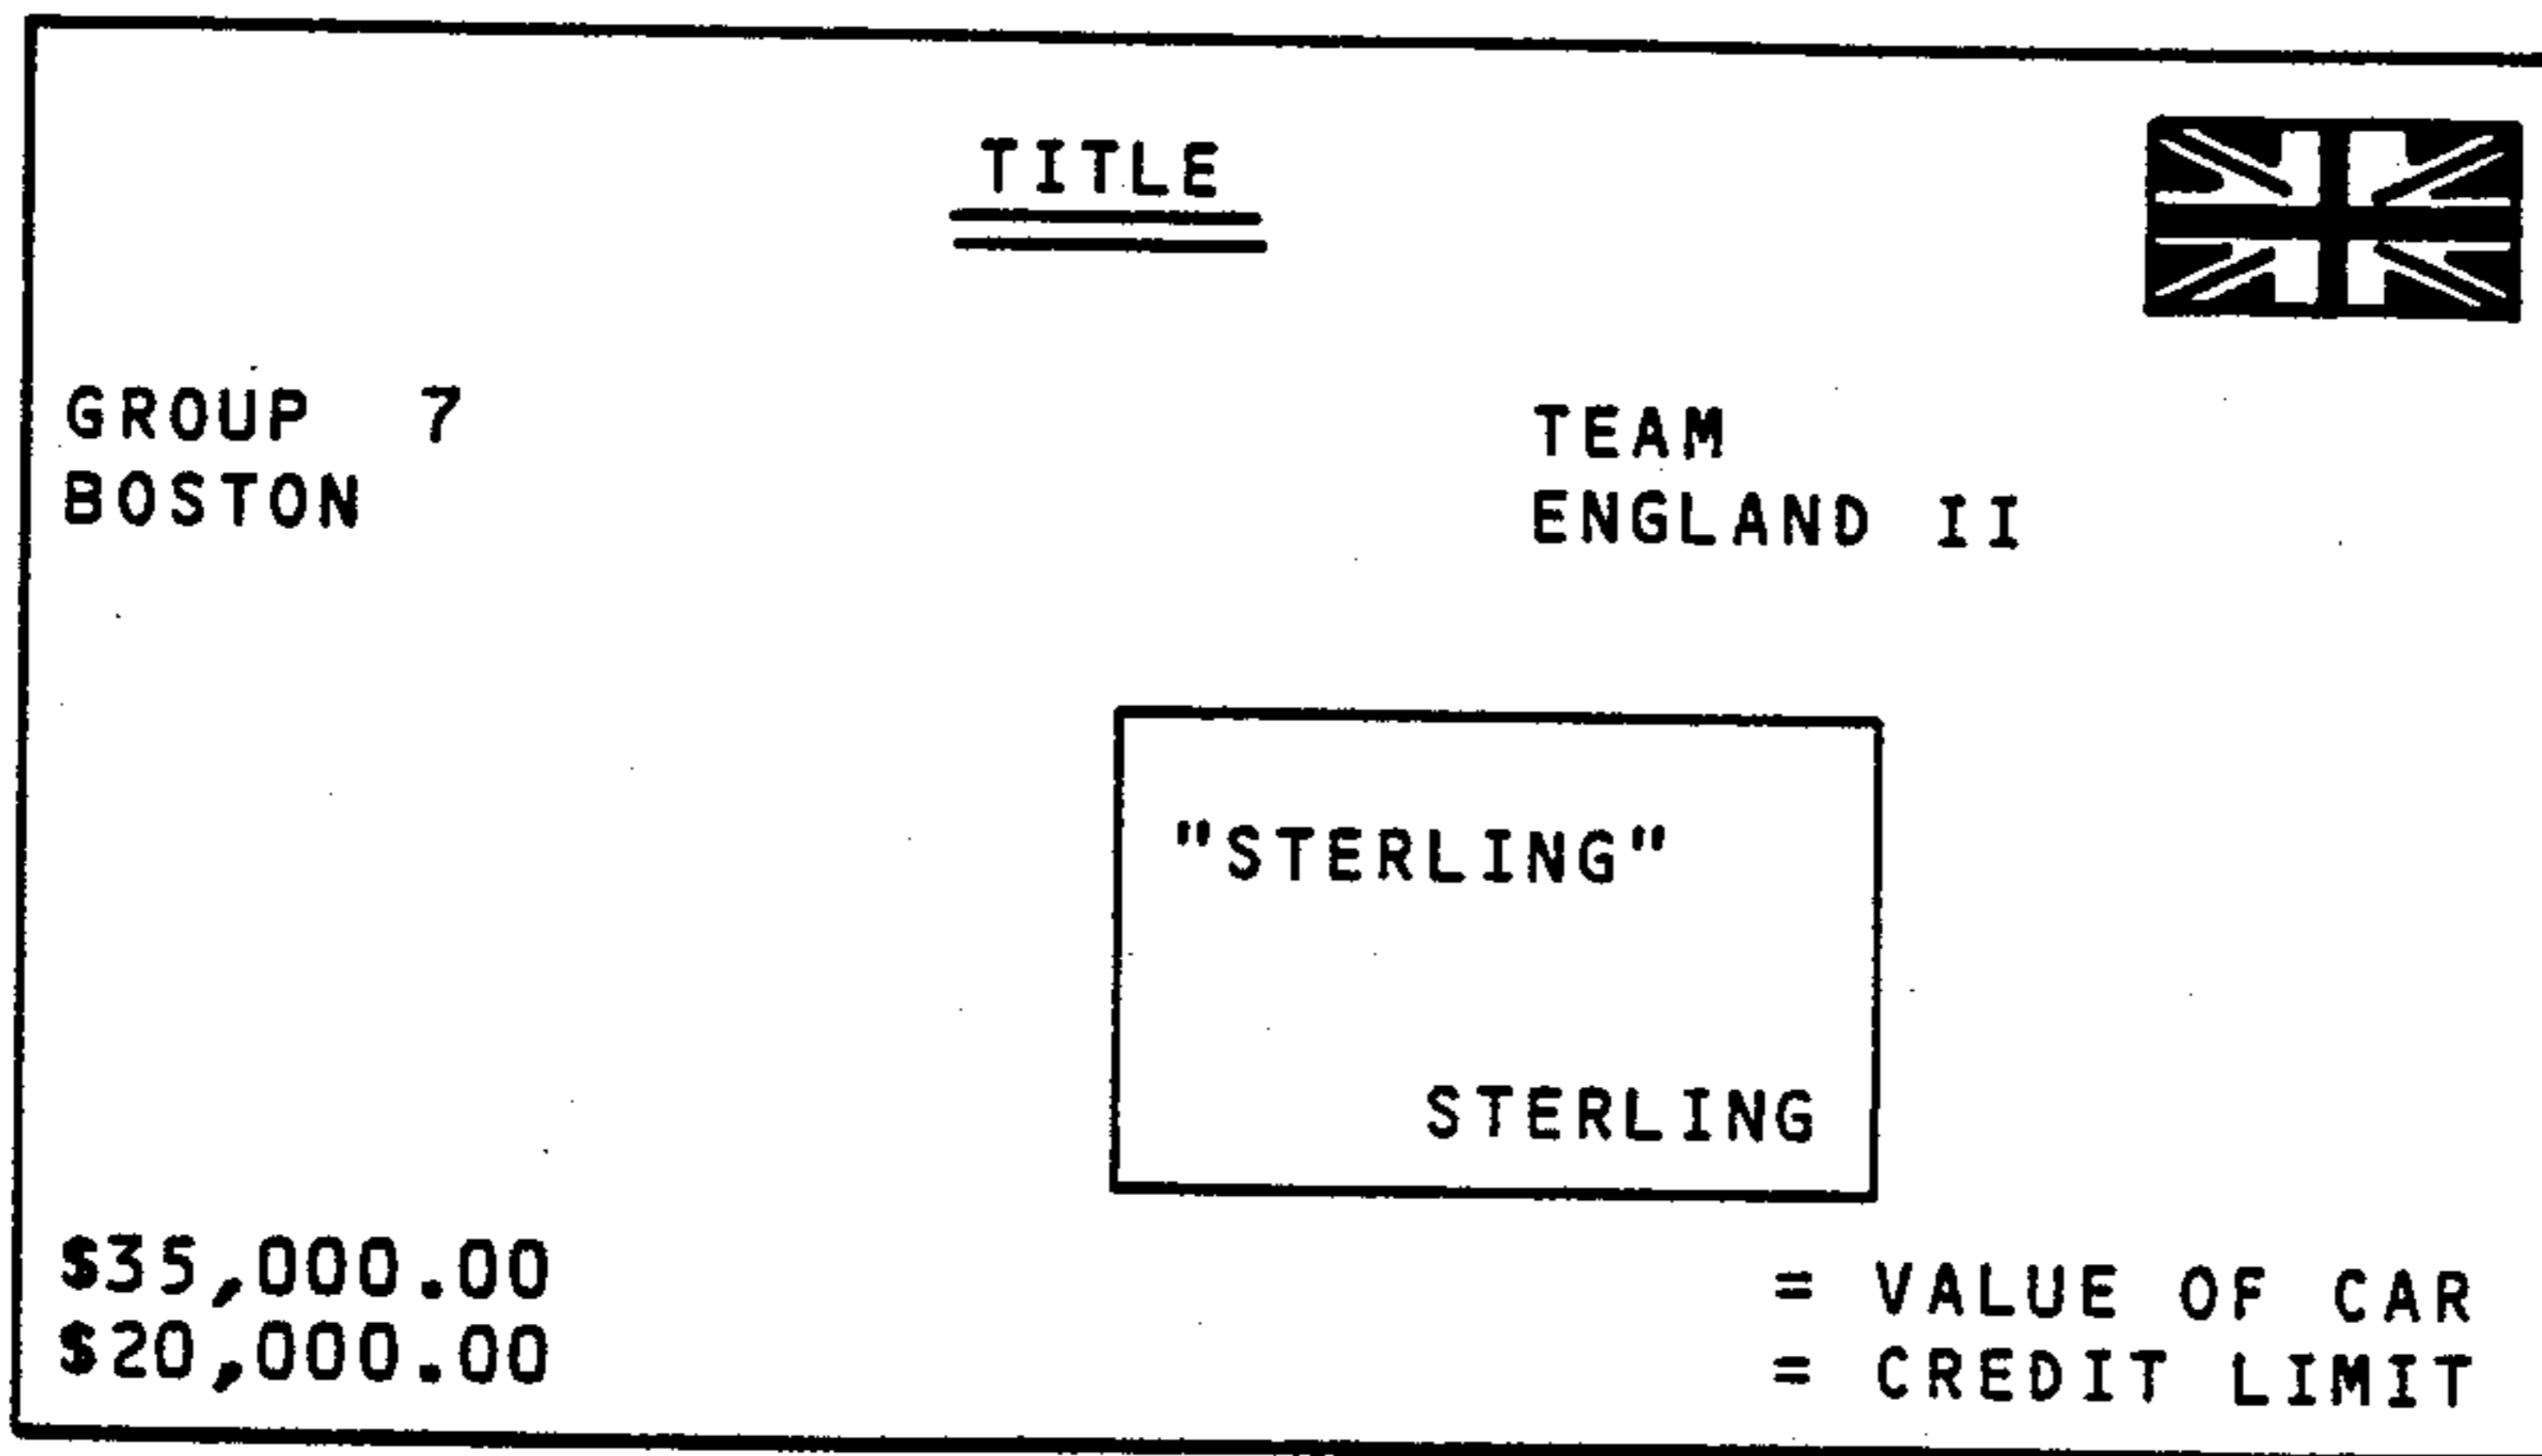 TITLE
GROUP 7
BOSTON
TEAM
ENGLAND II
"STERLING"
STERLING
$35,000.00 = VALUE OF CAR
$20,000.00 = CREDIT LIMIT